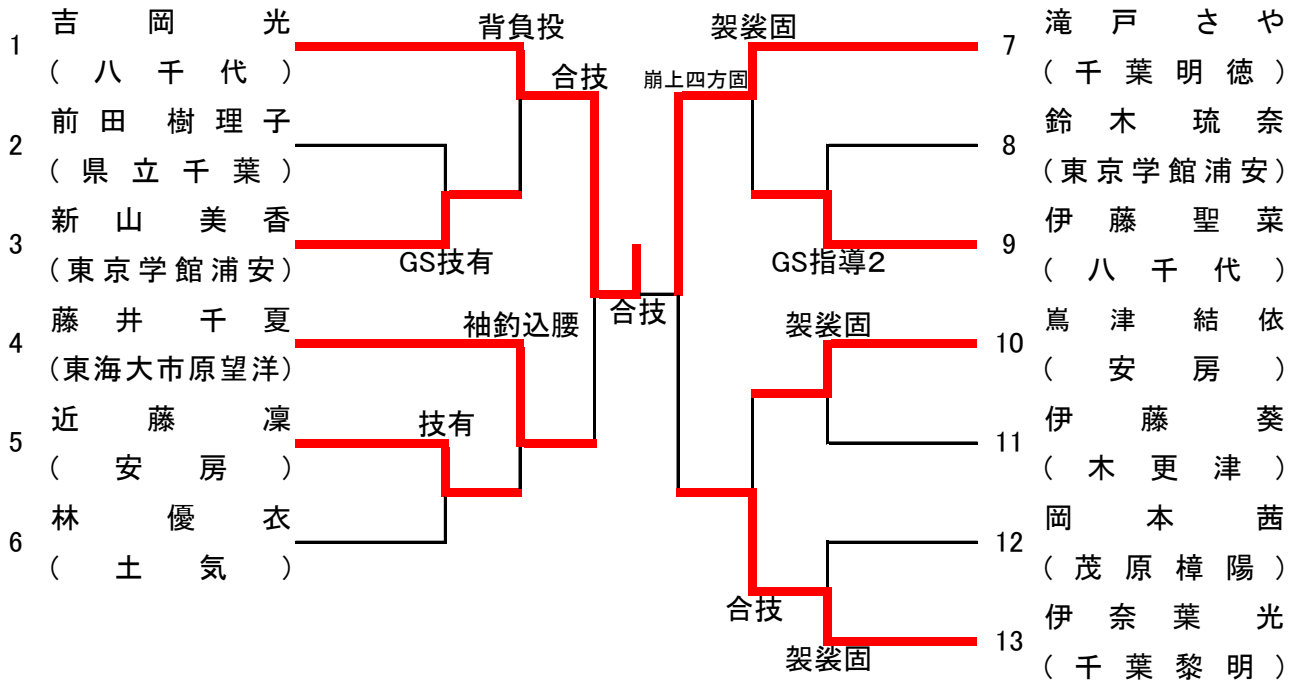 1 吉岡光
(八千代)
2 前田樹理子
(県立千葉)
3 新山美香
(東京学館浦安)
4 藤井千夏
(東海大市原望洋)
5 近藤凜
(安房)
6 林優衣
(土気)
背負投
合技
GS技有
袖釣込腰
技有
合技
袈裟固
崩上四方固
GS指導2
袈裟固
合技
袈裟固
7 滝戸さや
(千葉明徳)
8 鈴木琉奈
(東京学館浦安)
9 伊藤聖菜
(八千代)
10 嶌津結依
(安房)
11 伊藤葵
(木更津)
12 岡本茜
(茂原樟陽)
13 伊奈葉光
(千葉黎明)